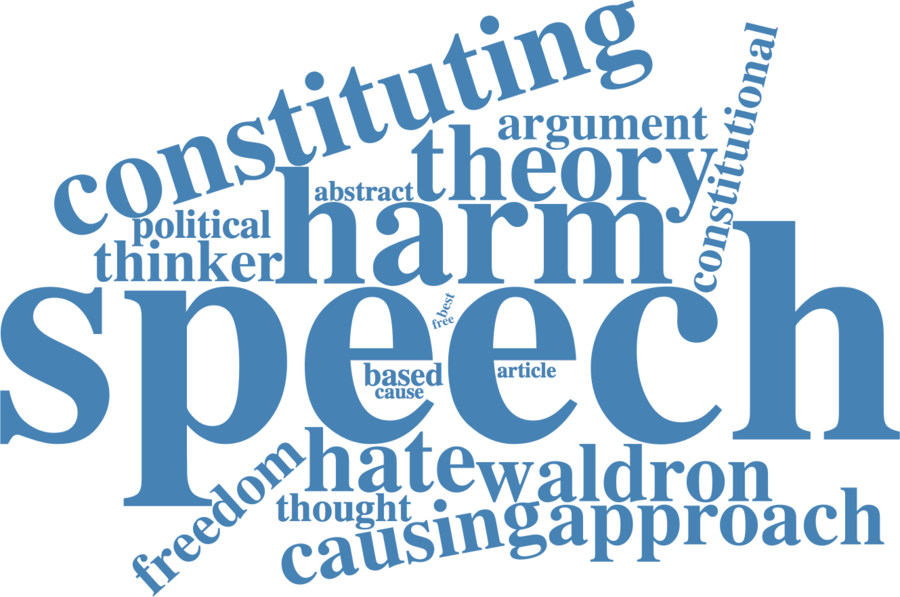 constituting
constitutional
argument
theory
abstract
harm
political
thinker
speech
best
free
based
article
cause
hate
waldron
freedom
thought
causing
approach